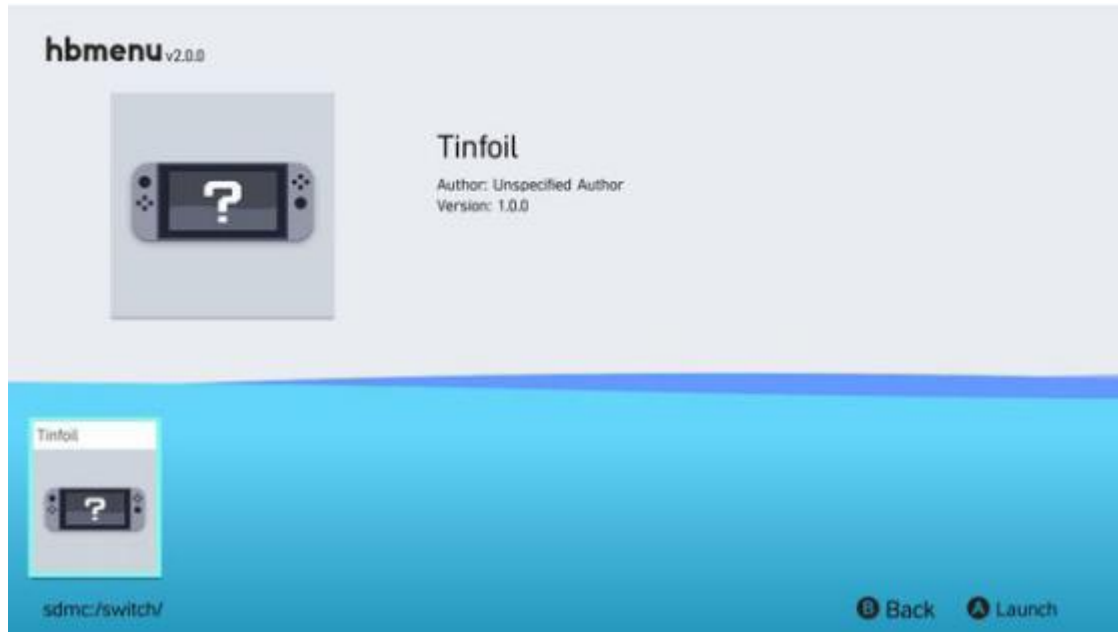 hbmenu v2.0.0
Tinfoil
Author: Unspecified Author
Version: 1.0.0
Tinfoil
sdmc:/switch/
B Back A Launch